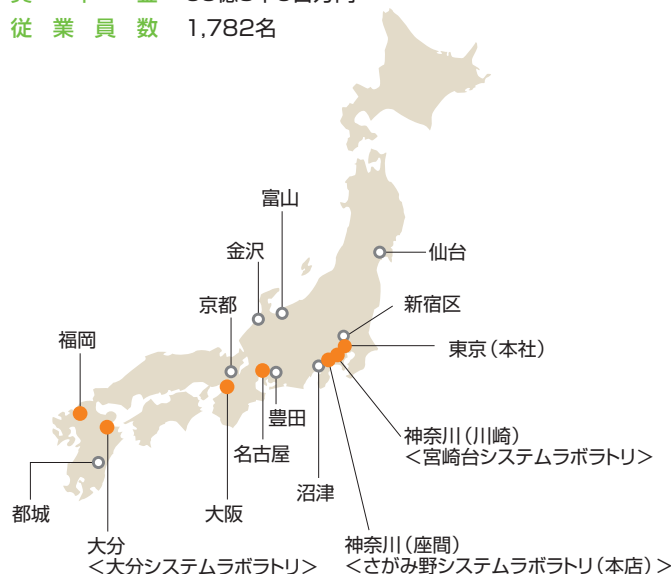 従業員数 1,782名
富山
金沢
仙台
京都
新宿区
福岡
東京（本社）
豊田
神奈川（川崎）
＜宮崎台システムラボラトリ＞
名古屋
沼津
都城
大阪
大分
＜大分システムラボラトリ＞
神奈川（座間）
＜さがみ野システムラボラトリ（本店）＞